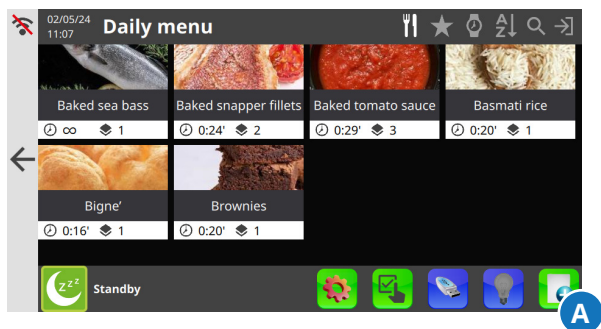 02/05/24
11:07
Daily menu
Baked sea bass
Baked snapper fillets
Baked tomato sauce
Basmati rice
∞ 1
0:24' 2
0:29' 3
0:20' 1
Bigne’
Brownies
0:16' 1
0:20' 1
zzz
Standby
A